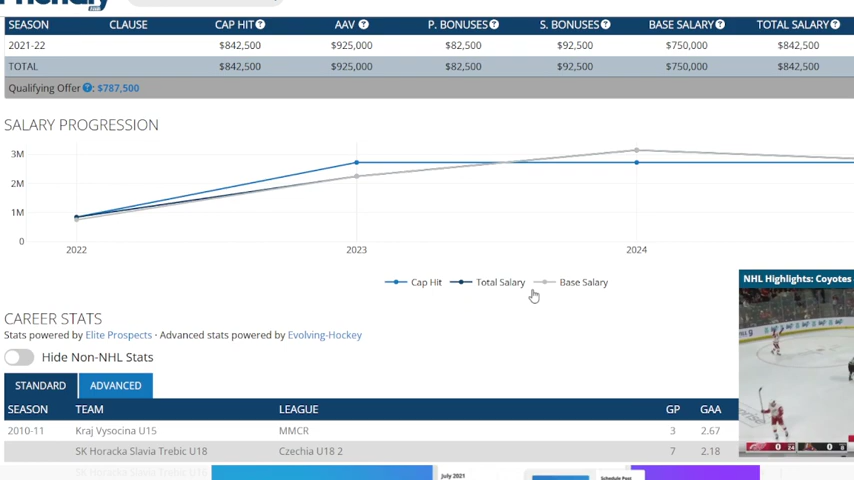 SEASON CLAUSE CAP HIT AAV P. BONUSES S. BONUSES BASE SALARY TOTAL SALARY
2021-22 $842,500 $925,000 $82,500 $92,500 $750,000 $842,500
TOTAL $842,500 $925,000 $82,500 $92,500 $750,000 $842,500
Qualifying Offer: $787,500
SALARY PROGRESSION
3M
2M
1M
0
2022 2023 2024
Cap Hit Total Salary Base Salary
NHL Highlights: Coyotes
CAREER STATS
Stats powered by Elite Prospects · Advanced stats powered by Evolving-Hockey
Hide Non-NHL Stats
STANDARD ADVANCED
SEASON TEAM LEAGUE GP GAA
2010-11 Kraj Vysocina U15 MMCR 3 2.67
SK Horacka Slavia Trebic U18 Czechia U18 2 7 2.18
July 2021
Schedule Post